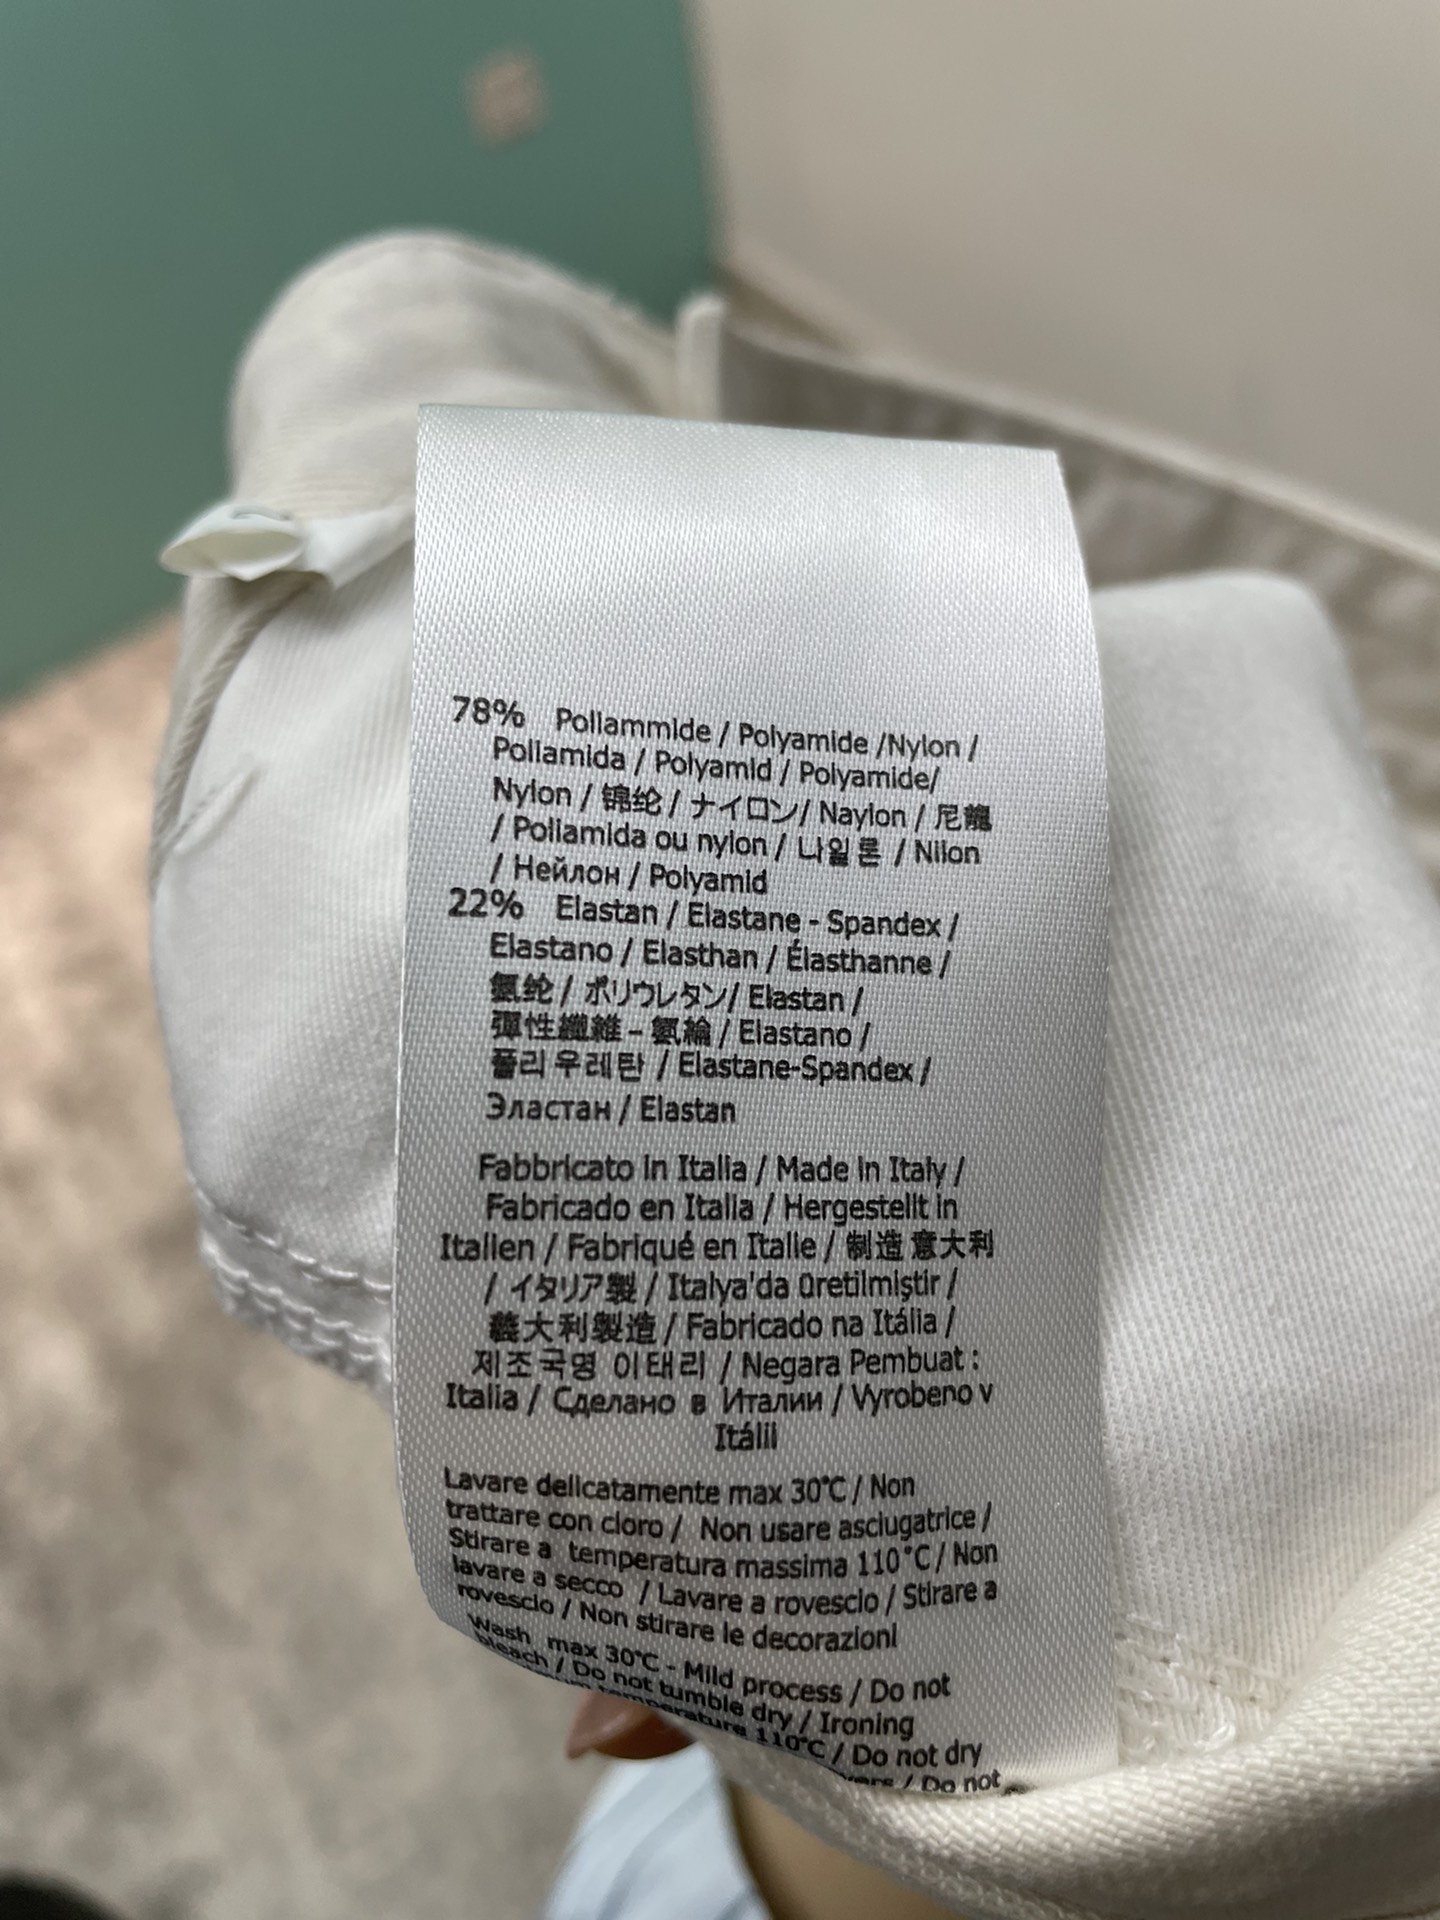 78% Poliammide / Polyamide /Nylon /
Poliamida / Polyamid / Polyamide/
Nylon / 锦纶 / ナイロン/ Naylon / 尼龍
/ Poliamida ou nylon / 나일론 / Nilon
/ Нейлон / Polyamid
22% Elastan / Elastane - Spandex /
Elastano / Elasthan / Élasthanne /
氨纶 / ポリウレタン/ Elastan /
彈性纖維 - 氨綸 / Elastano /
폴리우레탄 / Elastane-Spandex /
Эластан / Elastan
Fabbricato in Italia / Made in Italy /
Fabricado en Italia / Hergestellt in
Italien / Fabriqué en Italie / 制造 意大利
/ イタリア製 / Italya'da üretilmiştir /
義大利製造 / Fabricado na Itália /
제조국명 이태리 / Negara Pembuat :
Italia / Сделано в Италии / Vyrobeno v
Itálii
Lavare delicatamente max 30°C / Non
trattare con cloro / Non usare asciugatrice /
Stirare a temperatura massima 110°C / Non
lavare a secco / Lavare a rovescio / Stirare a
rovescio / Non stirare le decorazioni
Wash max 30°C - Mild process / Do not
bleach / Do not tumble dry / Ironing
temperature 110°C / Do not dry
/ Do not